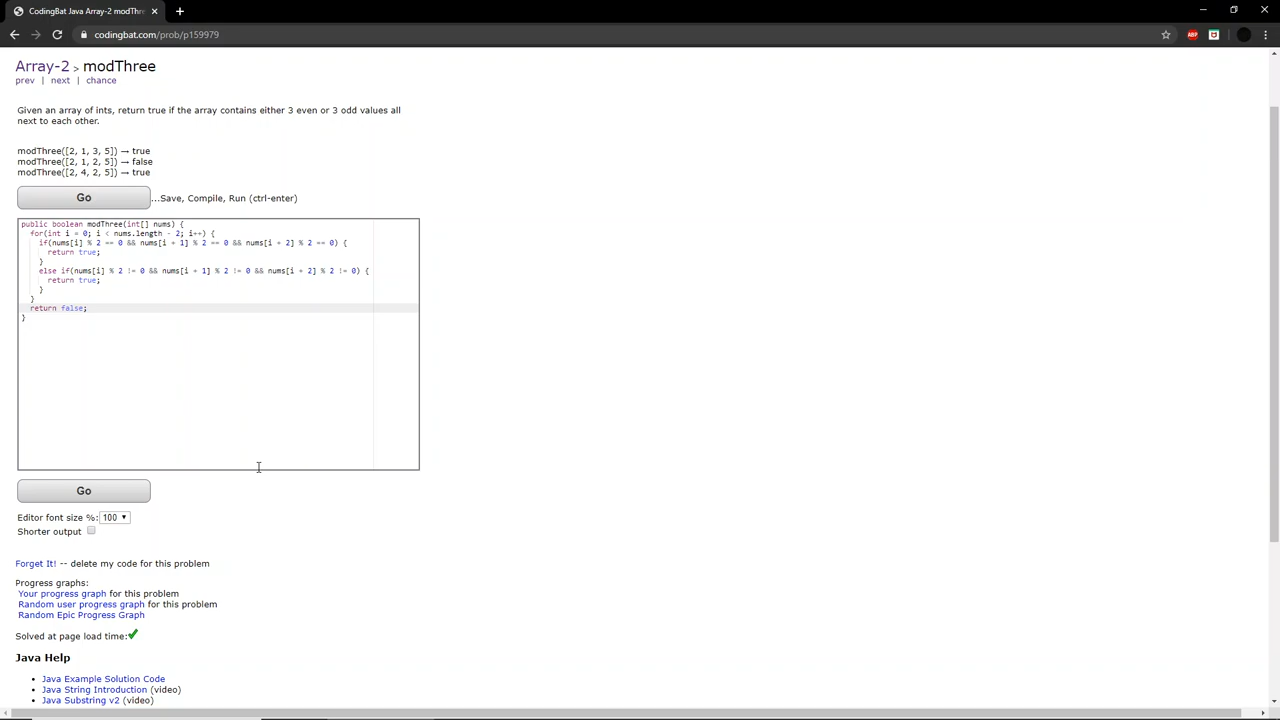 CodingBat Java Array-2 modThre
codingbat.com/prob/p159979
ABP
Array-2 > modThree
prev | next | chance
Given an array of ints, return true if the array contains either 3 even or 3 odd values all
next to each other.
modThree([2, 1, 3, 5]) → true
modThree([2, 1, 2, 5]) → false
modThree([2, 4, 2, 5]) → true
Go ...Save, Compile, Run (ctrl-enter)
public boolean modThree(int[] nums) {
for(int i = 0; i < nums.length - 2; i++) {
if(nums[i] % 2 == 0 && nums[i + 1] % 2 == 0 && nums[i + 2] % 2 == 0) {
return true;
}
else if(nums[i] % 2 != 0 && nums[i + 1] % 2 != 0 && nums[i + 2] % 2 != 0) {
return true;
}
}
return false;
}
Go
Editor font size %: 100
Shorter output
Forget It! -- delete my code for this problem
Progress graphs:
Your progress graph for this problem
Random user progress graph for this problem
Random Epic Progress Graph
Solved at page load time:
Java Help
Java Example Solution Code
Java String Introduction (video)
Java Substring v2 (video)